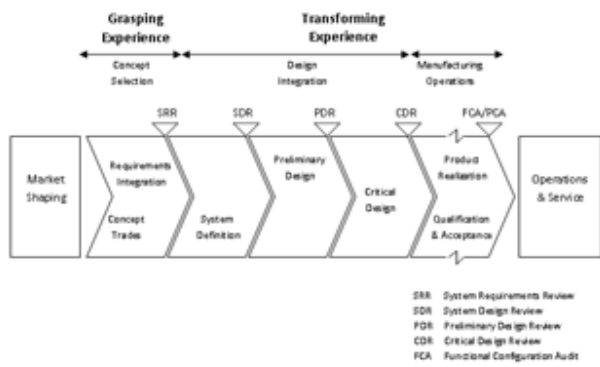 Grasping
Experience
Transforming
Experience
Concept
Selection
Design
Integration
Manufacturing
Operations
SRR
SDR
PDR
CDR
FCA/PCA
Market
Shaping
Requirements
Integration
Concept
Trades
System
Definition
Preliminary
Design
Critical
Design
Product
Realization
Qualification
& Acceptance
Operations
& Service
SRR System Requirements Review
SDR System Design Review
PDR Preliminary Design Review
CDR Critical Design Review
FCA Functional Configuration Audit